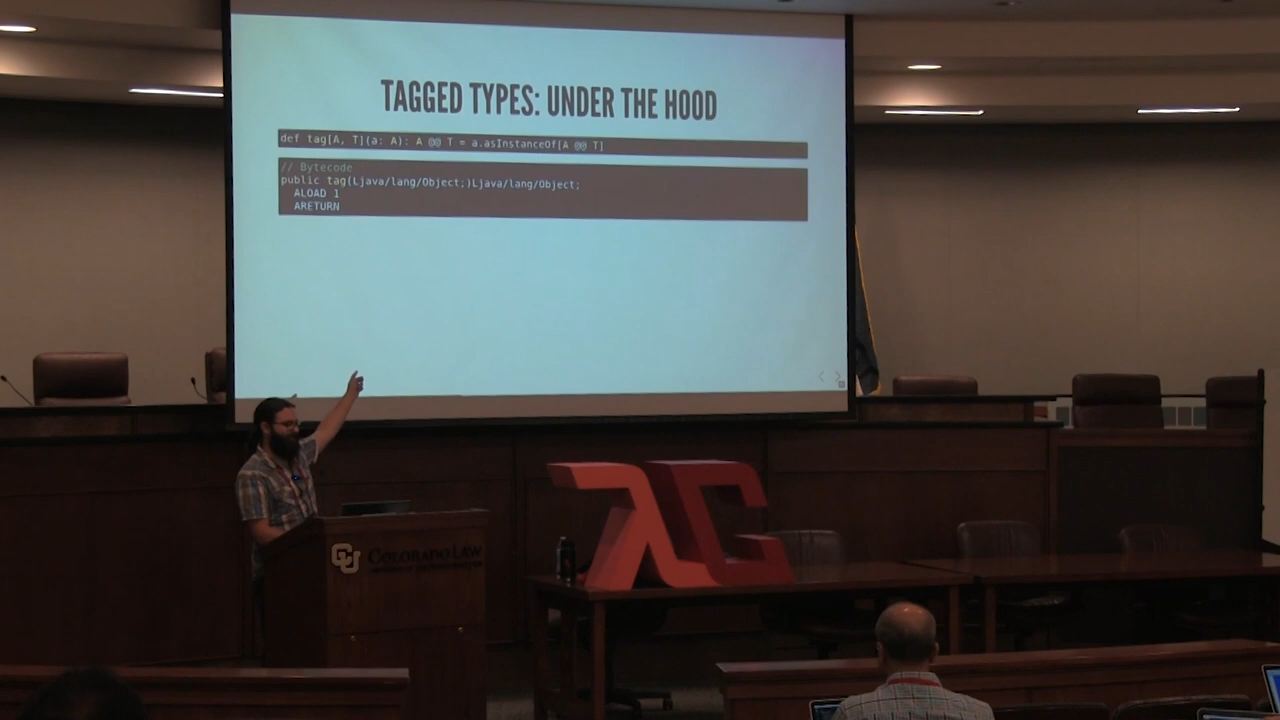 TAGGED TYPES: UNDER THE HOOD
def tag[A, T](a: A): A @@ T = a.asInstanceOf[A @@ T]
// Bytecode
public tag(Ljava/lang/Object;)Ljava/lang/Object;
ALOAD 1
ARETURN
CU
COLORADO LAW